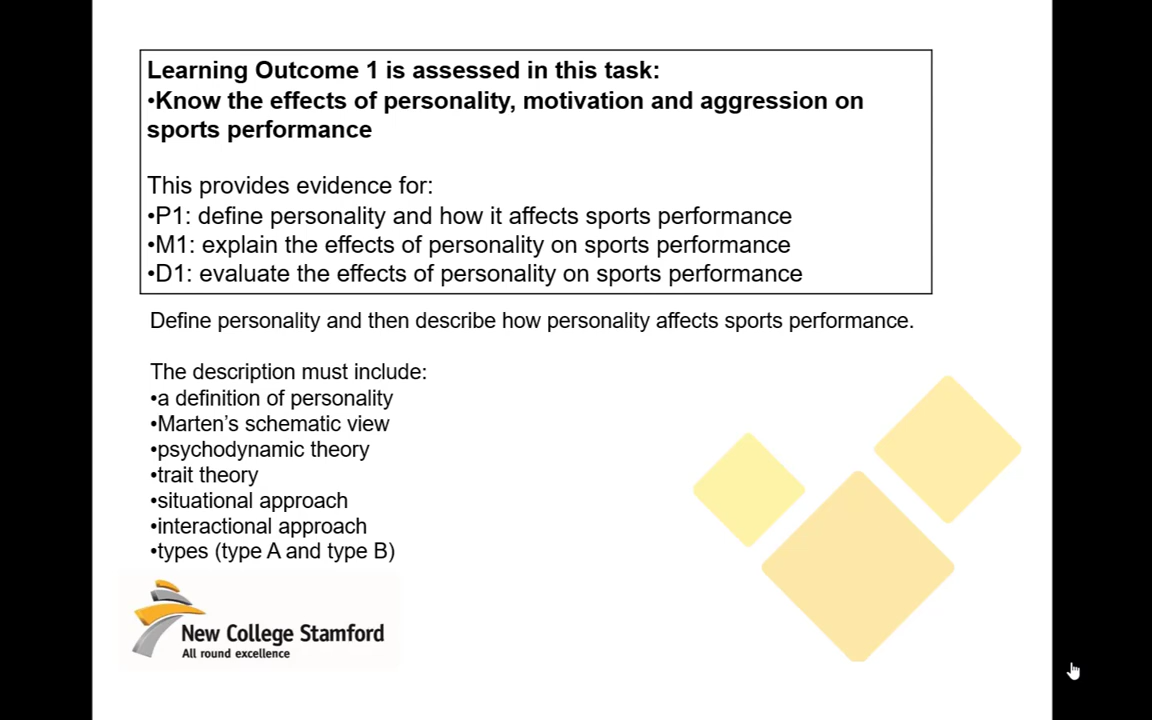 Learning Outcome 1 is assessed in this task:
•Know the effects of personality, motivation and aggression on
sports performance
This provides evidence for:
•P1: define personality and how it affects sports performance
•M1: explain the effects of personality on sports performance
•D1: evaluate the effects of personality on sports performance
Define personality and then describe how personality affects sports performance.
The description must include:
•a definition of personality
•Marten’s schematic view
•psychodynamic theory
•trait theory
•situational approach
•interactional approach
•types (type A and type B)
New College Stamford
All round excellence